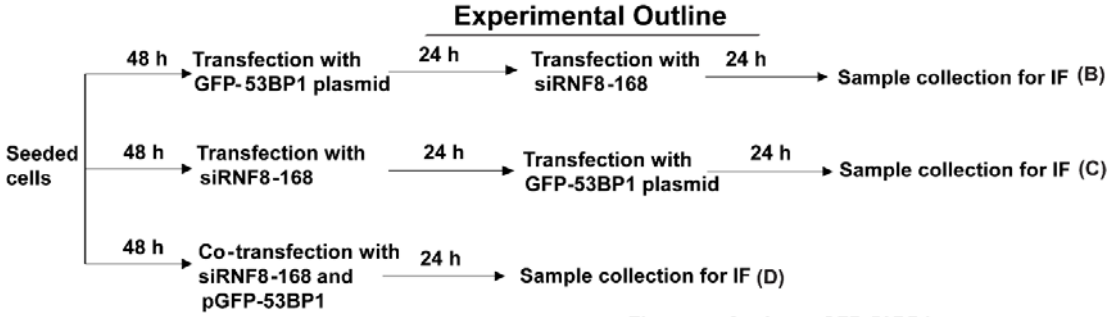 Experimental Outline
48 h
Transfection with
GFP-53BP1 plasmid
24 h
Transfection with
siRNF8-168
24 h
Sample collection for IF (B)
Seeded
cells
48 h
Transfection with
siRNF8-168
24 h
Transfection with
GFP-53BP1 plasmid
24 h
Sample collection for IF (C)
48 h
Co-transfection with
siRNF8-168 and
pGFP-53BP1
24 h
Sample collection for IF (D)